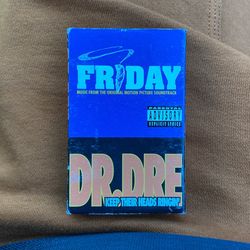 FRIDAY
MUSIC FROM THE ORIGINAL MOTION PICTURE SOUNDTRACK
PARENTAL
ADVISORY
EXPLICIT LYRICS
DR. DRE
KEEP THEIR HEADS RINGIN'